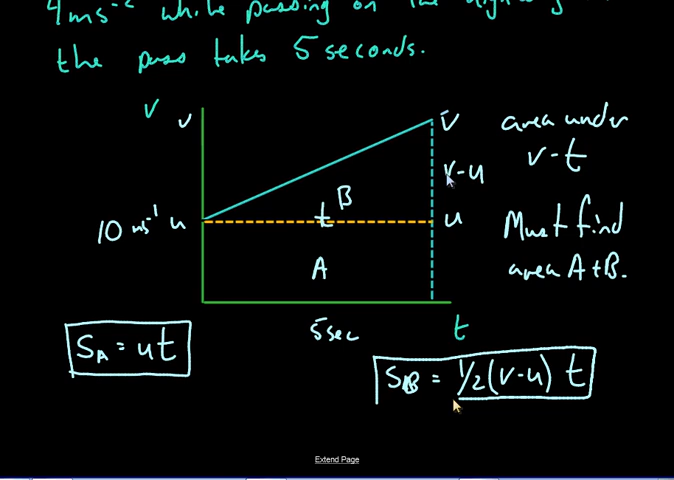 4ms⁻² while passing on the
the pass takes 5 seconds.
V
v
v
area under
v-t
v-u
B
t
10 ms⁻¹ u
u
Must find
area A + B.
A
5sec
t
S_A = ut
S_B = 1/2(v-u) t
Extend Page